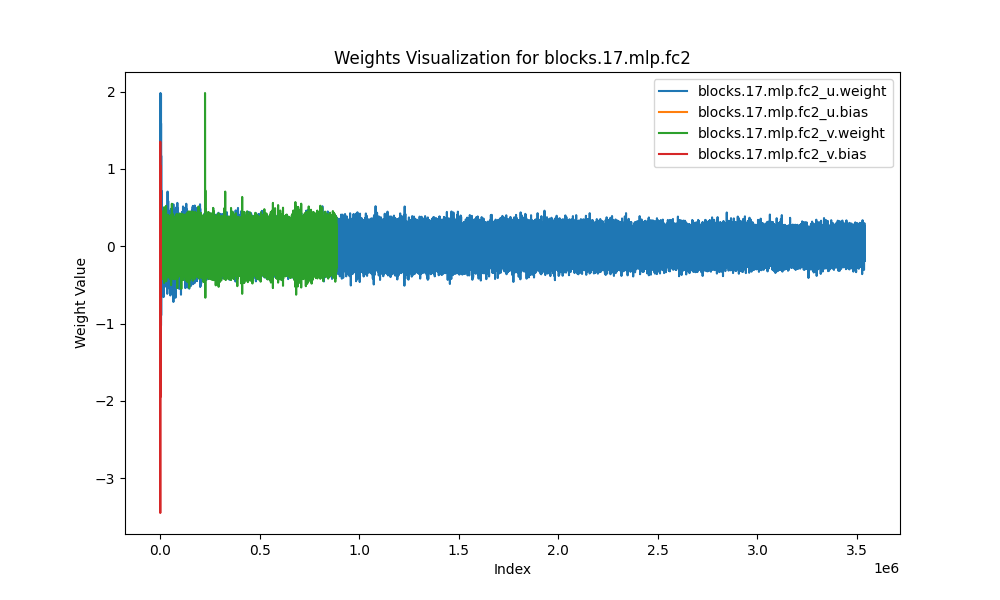 Weights Visualization for blocks.17.mlp.fc2
blocks.17.mlp.fc2_u.weight
blocks.17.mlp.fc2_u.bias
blocks.17.mlp.fc2_v.weight
blocks.17.mlp.fc2_v.bias
Weight Value
2
1
0
−1
−2
−3
0.0 0.5 1.0 1.5 2.0 2.5 3.0 3.5
1e6
Index